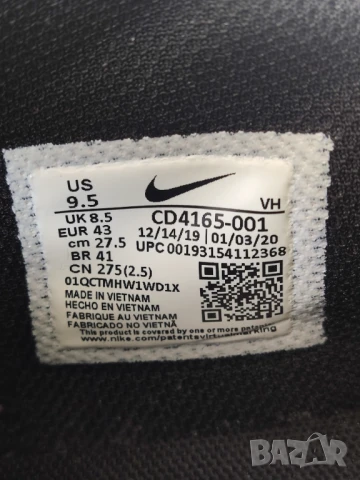 US
9.5
VH
UK 8.5
CD4165-001
EUR 43
12/14/19 | 01/03/20
cm 27.5
UPC 00193154112368
BR 41
CN 275(2.5)
01QCTMHW1WD1X
MADE IN VIETNAM
HECHO EN VIETNAM
FABRIQUE AU VIETNAM
FABRICADO NO VIETNÃ
This product is covered by one or more patents.
www.nike.com/patentsvirtualmarking
BAZAR
bg